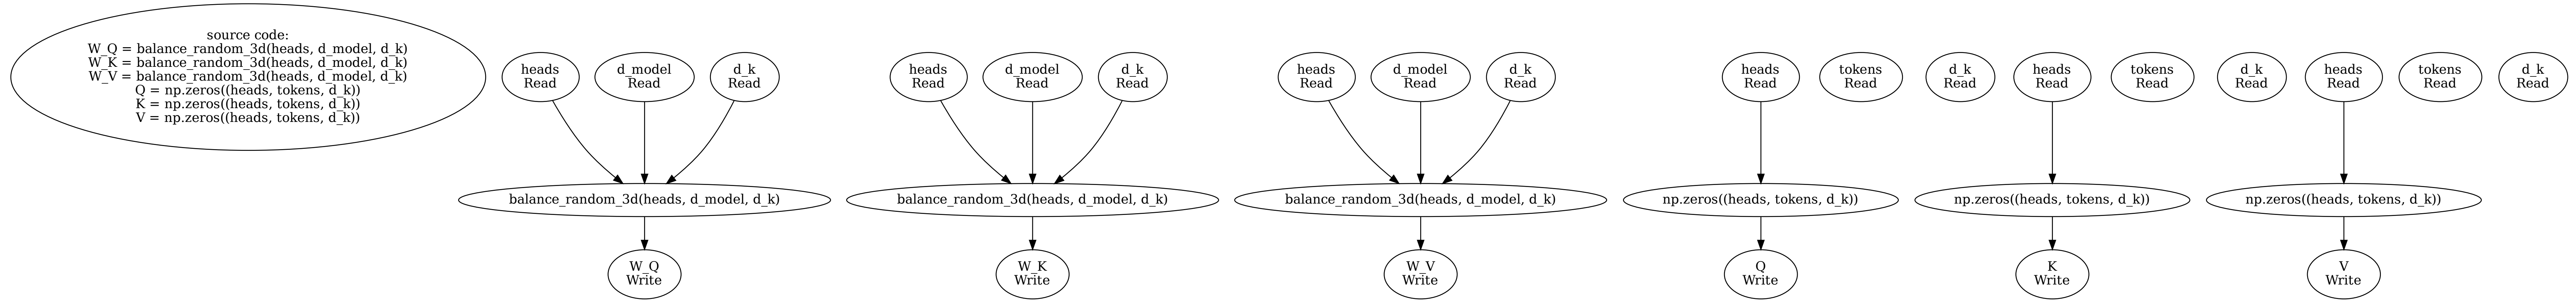 source code:
W_Q = balance_random_3d(heads, d_model, d_k)
W_K = balance_random_3d(heads, d_model, d_k)
W_V = balance_random_3d(heads, d_model, d_k)
Q = np.zeros((heads, tokens, d_k))
K = np.zeros((heads, tokens, d_k))
V = np.zeros((heads, tokens, d_k))
heads
Read
d_model
Read
d_k
Read
heads
Read
d_model
Read
d_k
Read
heads
Read
d_model
Read
d_k
Read
heads
Read
tokens
Read
d_k
Read
heads
Read
tokens
Read
d_k
Read
heads
Read
tokens
Read
d_k
Read
balance_random_3d(heads, d_model, d_k)
balance_random_3d(heads, d_model, d_k)
balance_random_3d(heads, d_model, d_k)
np.zeros((heads, tokens, d_k))
np.zeros((heads, tokens, d_k))
np.zeros((heads, tokens, d_k))
W_Q
Write
W_K
Write
W_V
Write
Q
Write
K
Write
V
Write